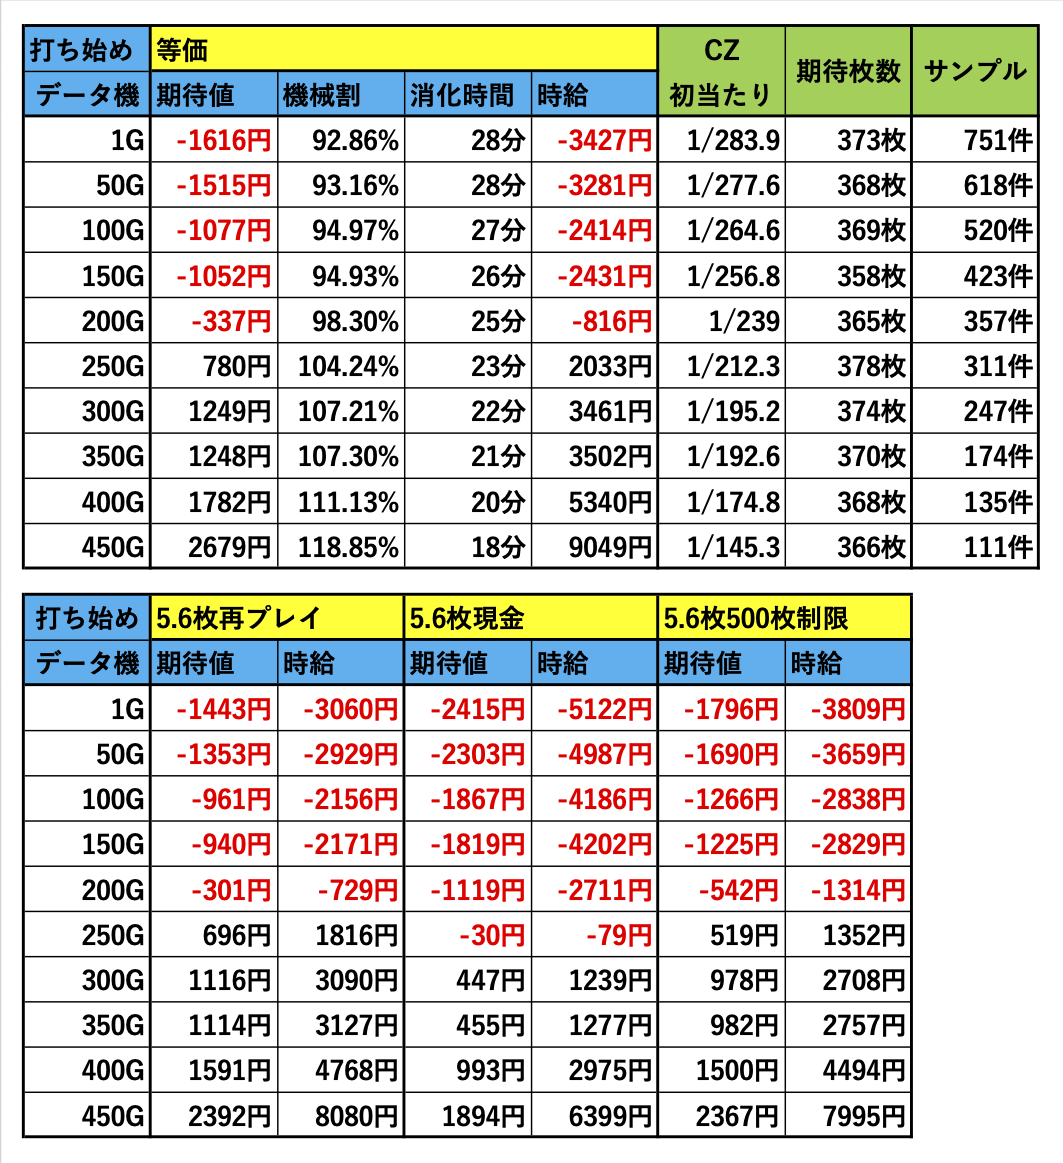 打ち始め 等価 CZ 期待枚数 サンプル
データ機 期待値 機械割 消化時間 時給 初当たり
1G -1616円 92.86% 28分 -3427円 1/283.9 373枚 751件
50G -1515円 93.16% 28分 -3281円 1/277.6 368枚 618件
100G -1077円 94.97% 27分 -2414円 1/264.6 369枚 520件
150G -1052円 94.93% 26分 -2431円 1/256.8 358枚 423件
200G -337円 98.30% 25分 -816円 1/239 365枚 357件
250G 780円 104.24% 23分 2033円 1/212.3 378枚 311件
300G 1249円 107.21% 22分 3461円 1/195.2 374枚 247件
350G 1248円 107.30% 21分 3502円 1/192.6 370枚 174件
400G 1782円 111.13% 20分 5340円 1/174.8 368枚 135件
450G 2679円 118.85% 18分 9049円 1/145.3 366枚 111件
打ち始め 5.6枚再プレイ 5.6枚現金 5.6枚500枚制限
データ機 期待値 時給 期待値 時給 期待値 時給
1G -1443円 -3060円 -2415円 -5122円 -1796円 -3809円
50G -1353円 -2929円 -2303円 -4987円 -1690円 -3659円
100G -961円 -2156円 -1867円 -4186円 -1266円 -2838円
150G -940円 -2171円 -1819円 -4202円 -1225円 -2829円
200G -301円 -729円 -1119円 -2711円 -542円 -1314円
250G 696円 1816円 -30円 -79円 519円 1352円
300G 1116円 3090円 447円 1239円 978円 2708円
350G 1114円 3127円 455円 1277円 982円 2757円
400G 1591円 4768円 993円 2975円 1500円 4494円
450G 2392円 8080円 1894円 6399円 2367円 7995円